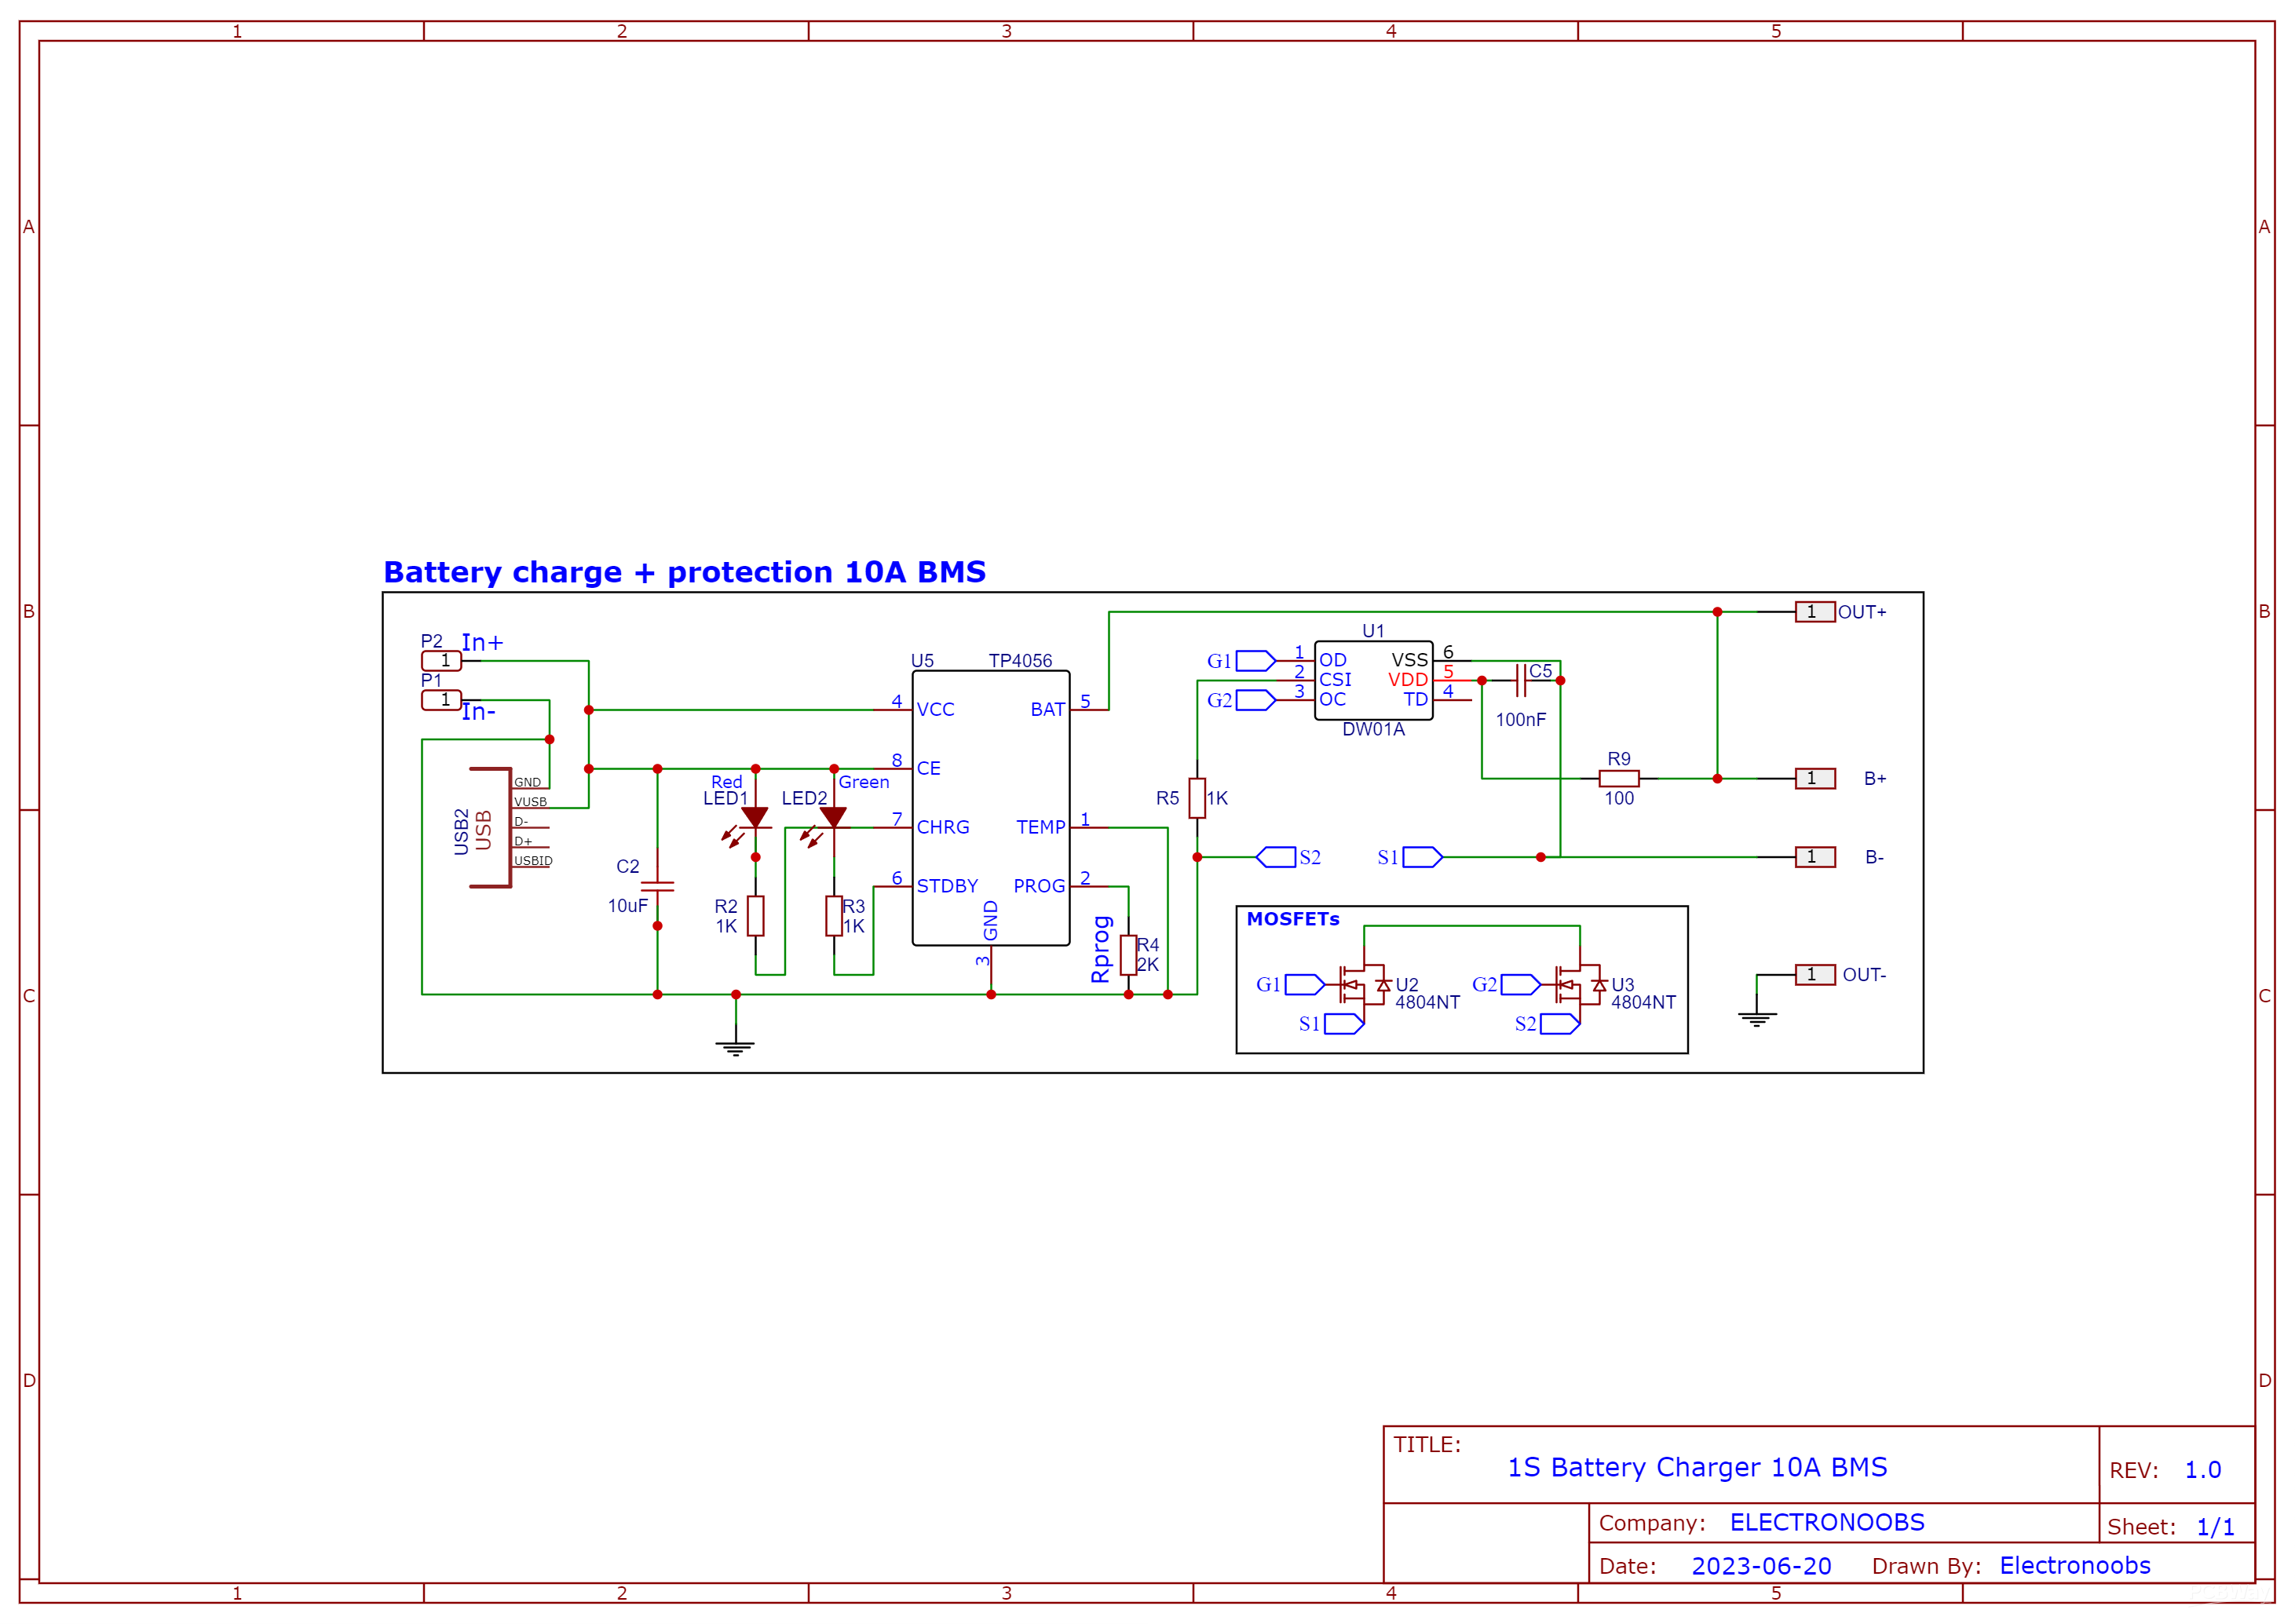 1 2 3 4 5
A A
Battery charge + protection 10A BMS
B B
P2 In+
1
P1
1
In-
USB2
USB
GND
VUSB
D-
D+
USBID
C2
10uF
Red
LED1
Green
LED2
R2
1K
R3
1K
U5 TP4056
4 VCC
8 CE
7 CHRG
6 STDBY
GND
3
BAT 5
TEMP 1
PROG 2
Rprog
R4
2K
R5 1K
U1
G1 1 OD
2 CSI
G2 3 OC
VSS 6
VDD 5
TD 4
DW01A
C5
100nF
R9
100
S2
S1
1 OUT+
1 B+
1 B-
1 OUT-
MOSFETs
G1
U2
4804NT
S1
G2
U3
4804NT
S2
C C
D D
TITLE:
1S Battery Charger 10A BMS
REV: 1.0
Company: ELECTRONOOBS
Sheet: 1/1
Date: 2023-06-20 Drawn By: Electronoobs
1 2 3 4 5